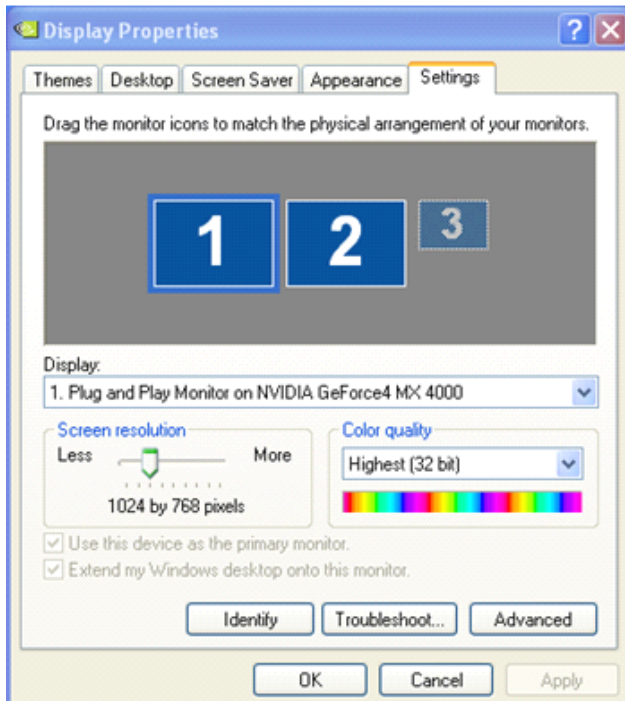 Display Properties
Themes Desktop Screen Saver Appearance Settings
Drag the monitor icons to match the physical arrangement of your monitors.
1 2 3
Display:
1. Plug and Play Monitor on NVIDIA GeForce4 MX 4000
Screen resolution
Less More
1024 by 768 pixels
Color quality
Highest (32 bit)
Use this device as the primary monitor.
Extend my Windows desktop onto this monitor.
Identify Troubleshoot... Advanced
OK Cancel Apply